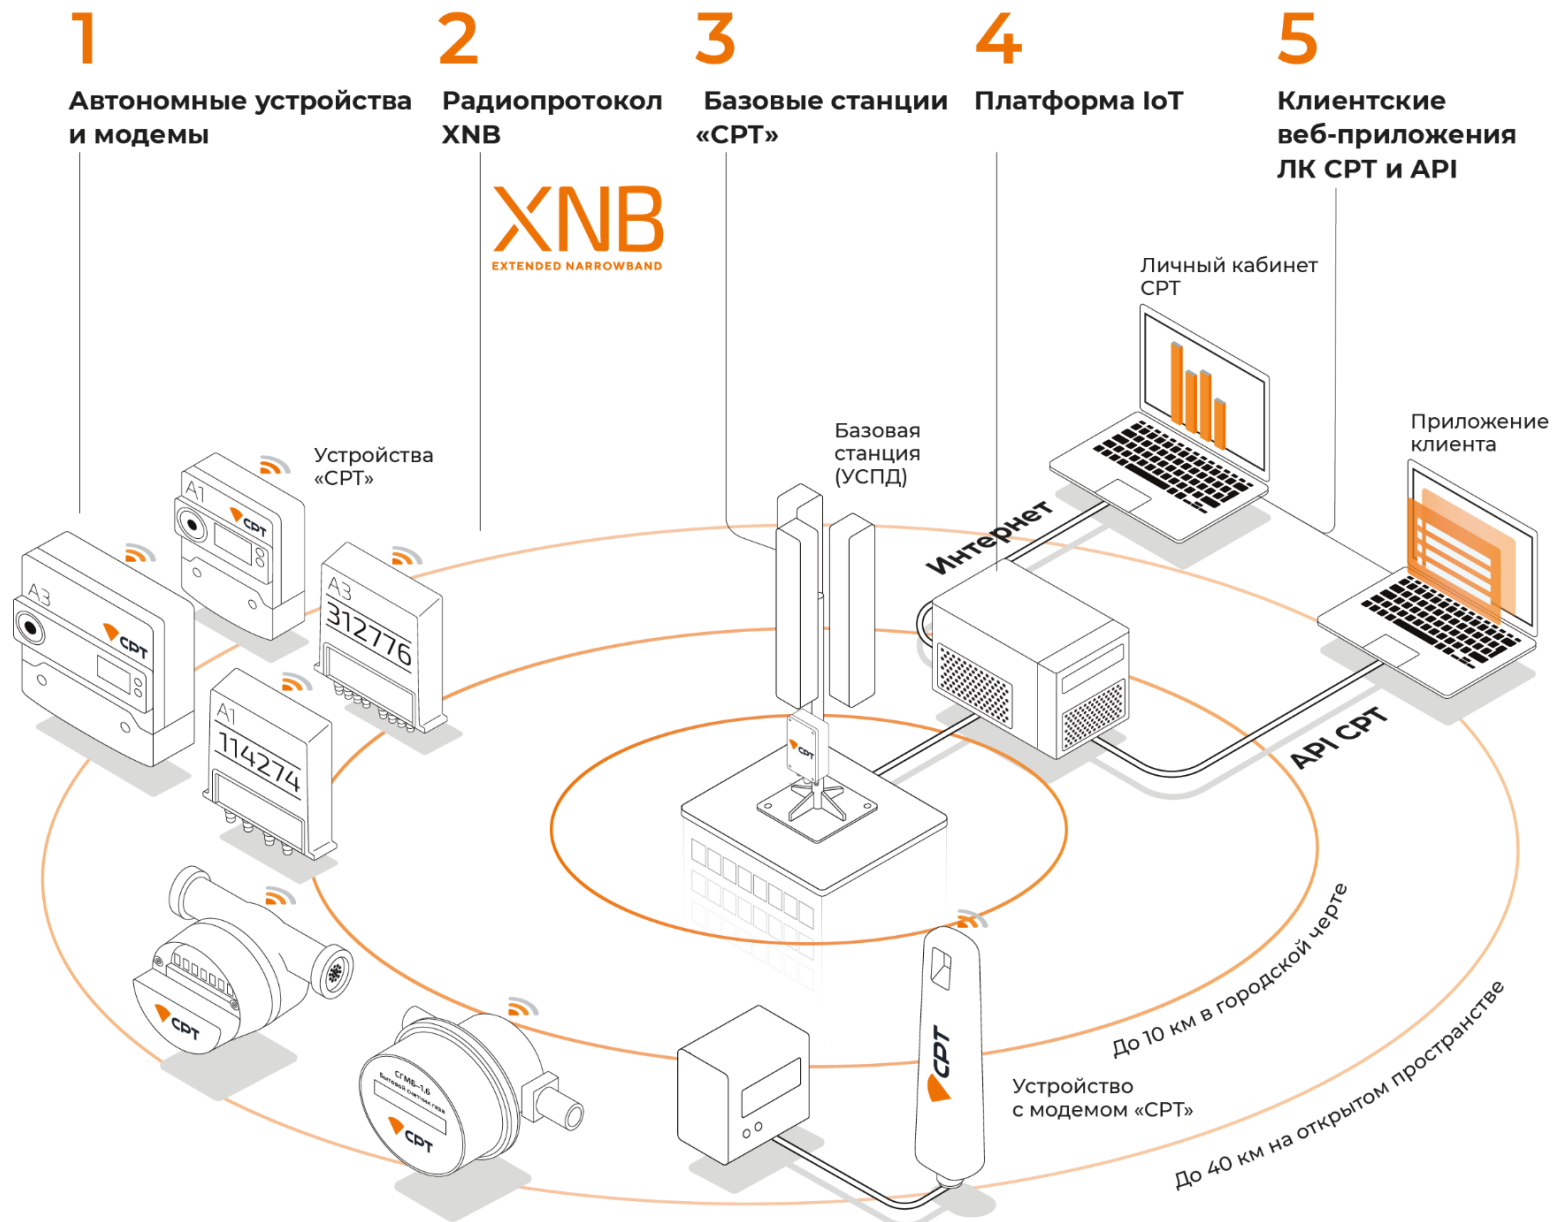 1
Автономные устройства
и модемы
2
Радиопротокол
XNB
3
Базовые станции
«СРТ»
4
Платформа IoT
5
Клиентские
веб-приложения
ЛК СРТ и API
XNB
EXTENDED NARROWBAND
Личный кабинет
СРТ
Приложение
клиента
Базовая
станция
(УСПД)
Устройства
«СРТ»
A1
СРТ
A3
СРТ
A3
312776
A1
114274
СРТ
СГМБ–1,6
Бытовой счетчик газа
СРТ
СРТ
Интернет
API СРТ
СРТ
Устройство
с модемом «СРТ»
До 10 км в городской черте
До 40 км на открытом пространстве